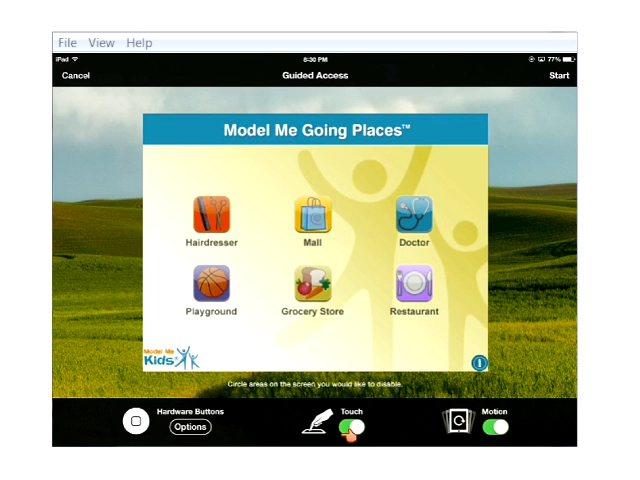 File View Help
iPad 8:30 PM 77%
Cancel Guided Access Start
Model Me Going Places™
Hairdresser Mall Doctor
Playground Grocery Store Restaurant
Model Me
Kids
i
Circle areas on the screen you would like to disable.
Hardware Buttons Touch Motion
Options